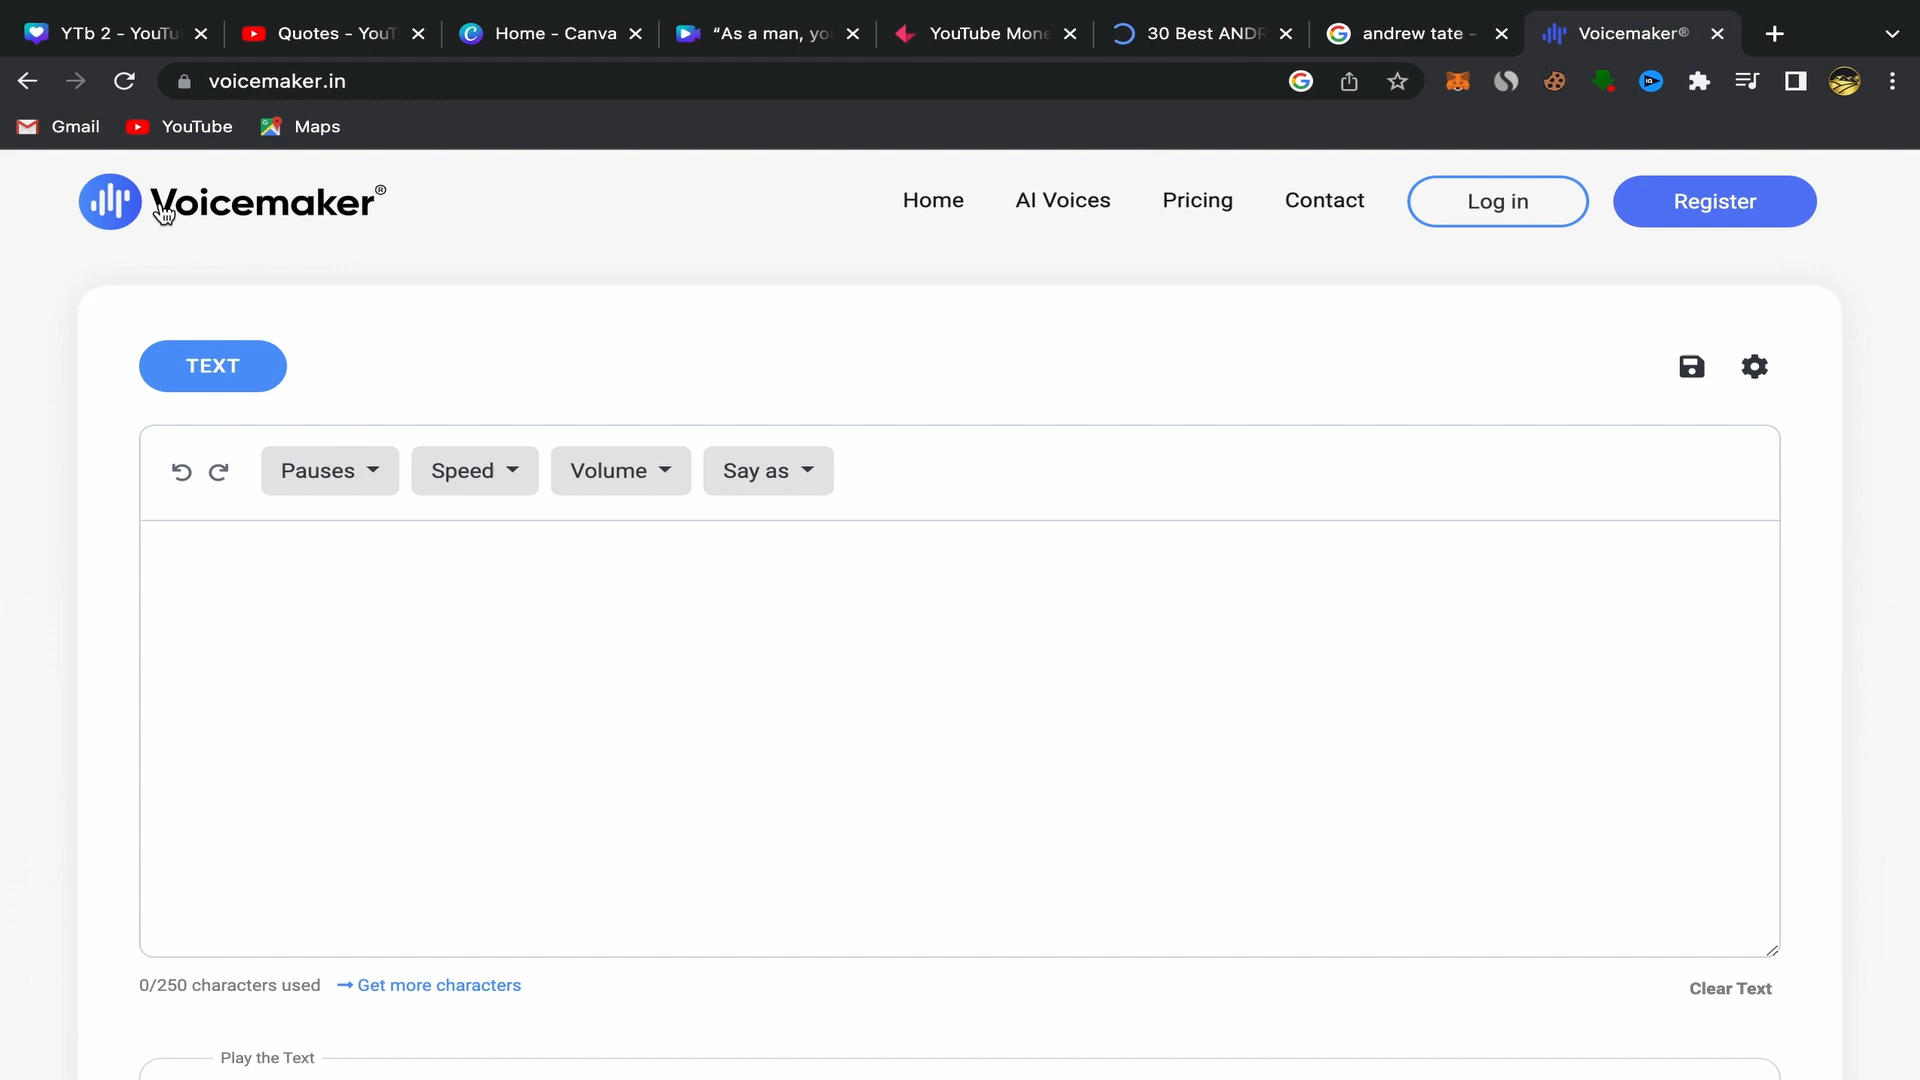 YTb 2 - YouTu
Quotes - YouT
Home - Canva
“As a man, yo
YouTube Mone
30 Best ANDR
andrew tate -
Voicemaker®
voicemaker.in
Gmail
YouTube
Maps
Voicemaker®
Home
AI Voices
Pricing
Contact
Log in
Register
TEXT
Pauses
Speed
Volume
Say as
0/250 characters used
Get more characters
Clear Text
Play the Text